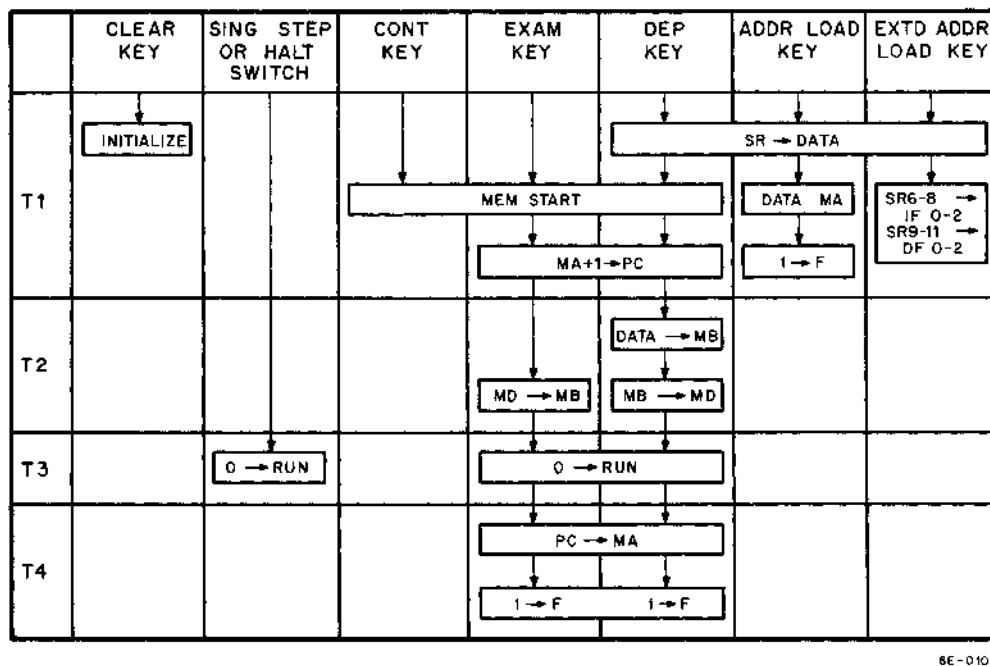 CLEAR KEY
SING STEP OR HALT SWITCH
CONT KEY
EXAM KEY
DEP KEY
ADDR LOAD KEY
EXTD ADDR LOAD KEY
T1
INITIALIZE
SR → DATA
MEM START
DATA MA
SR6-8 →
IF 0-2
SR9-11 →
DF 0-2
MA+1→PC
1→F
T2
DATA → MB
MD → MB
MB → MD
T3
0 → RUN
0 → RUN
T4
PC → MA
1→F
1→F
8E-010